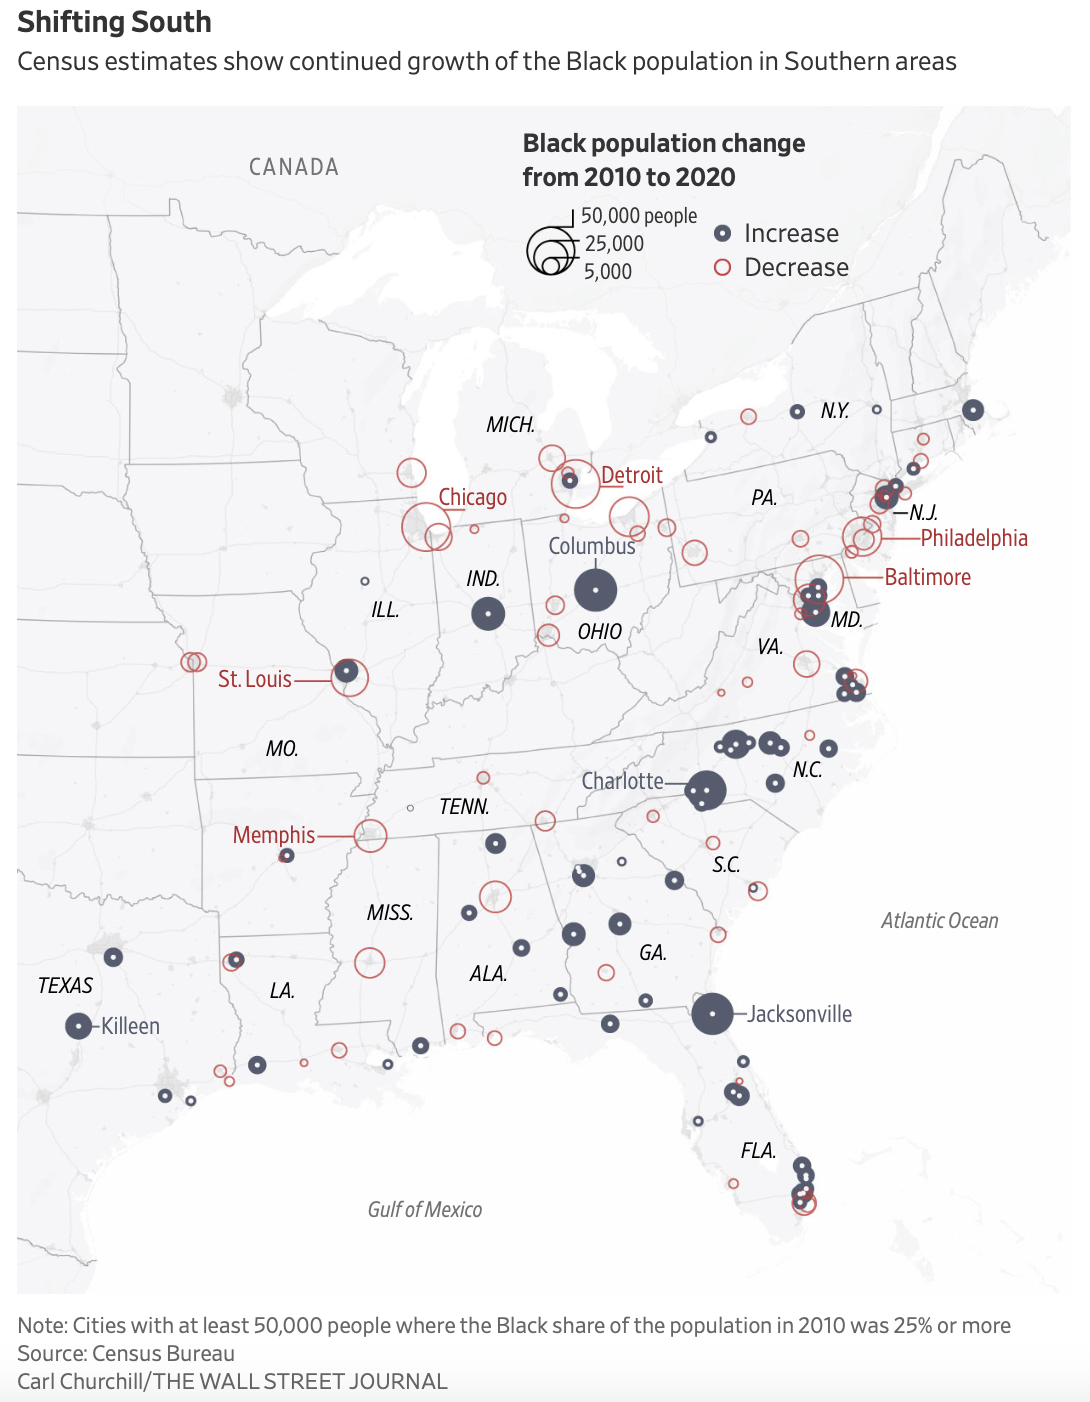 Shifting South
Census estimates show continued growth of the Black population in Southern areas
CANADA
Black population change
from 2010 to 2020
50,000 people
25,000
5,000
Increase
Decrease
MICH.
N.Y.
Detroit
Chicago
PA.
N.J.
Philadelphia
Columbus
Baltimore
IND.
ILL.
OHIO
MD.
VA.
St. Louis
MO.
N.C.
Charlotte
TENN.
Memphis
S.C.
MISS.
Atlantic Ocean
GA.
ALA.
TEXAS
LA.
Killeen
Jacksonville
FLA.
Gulf of Mexico
Note: Cities with at least 50,000 people where the Black share of the population in 2010 was 25% or more
Source: Census Bureau
Carl Churchill/THE WALL STREET JOURNAL